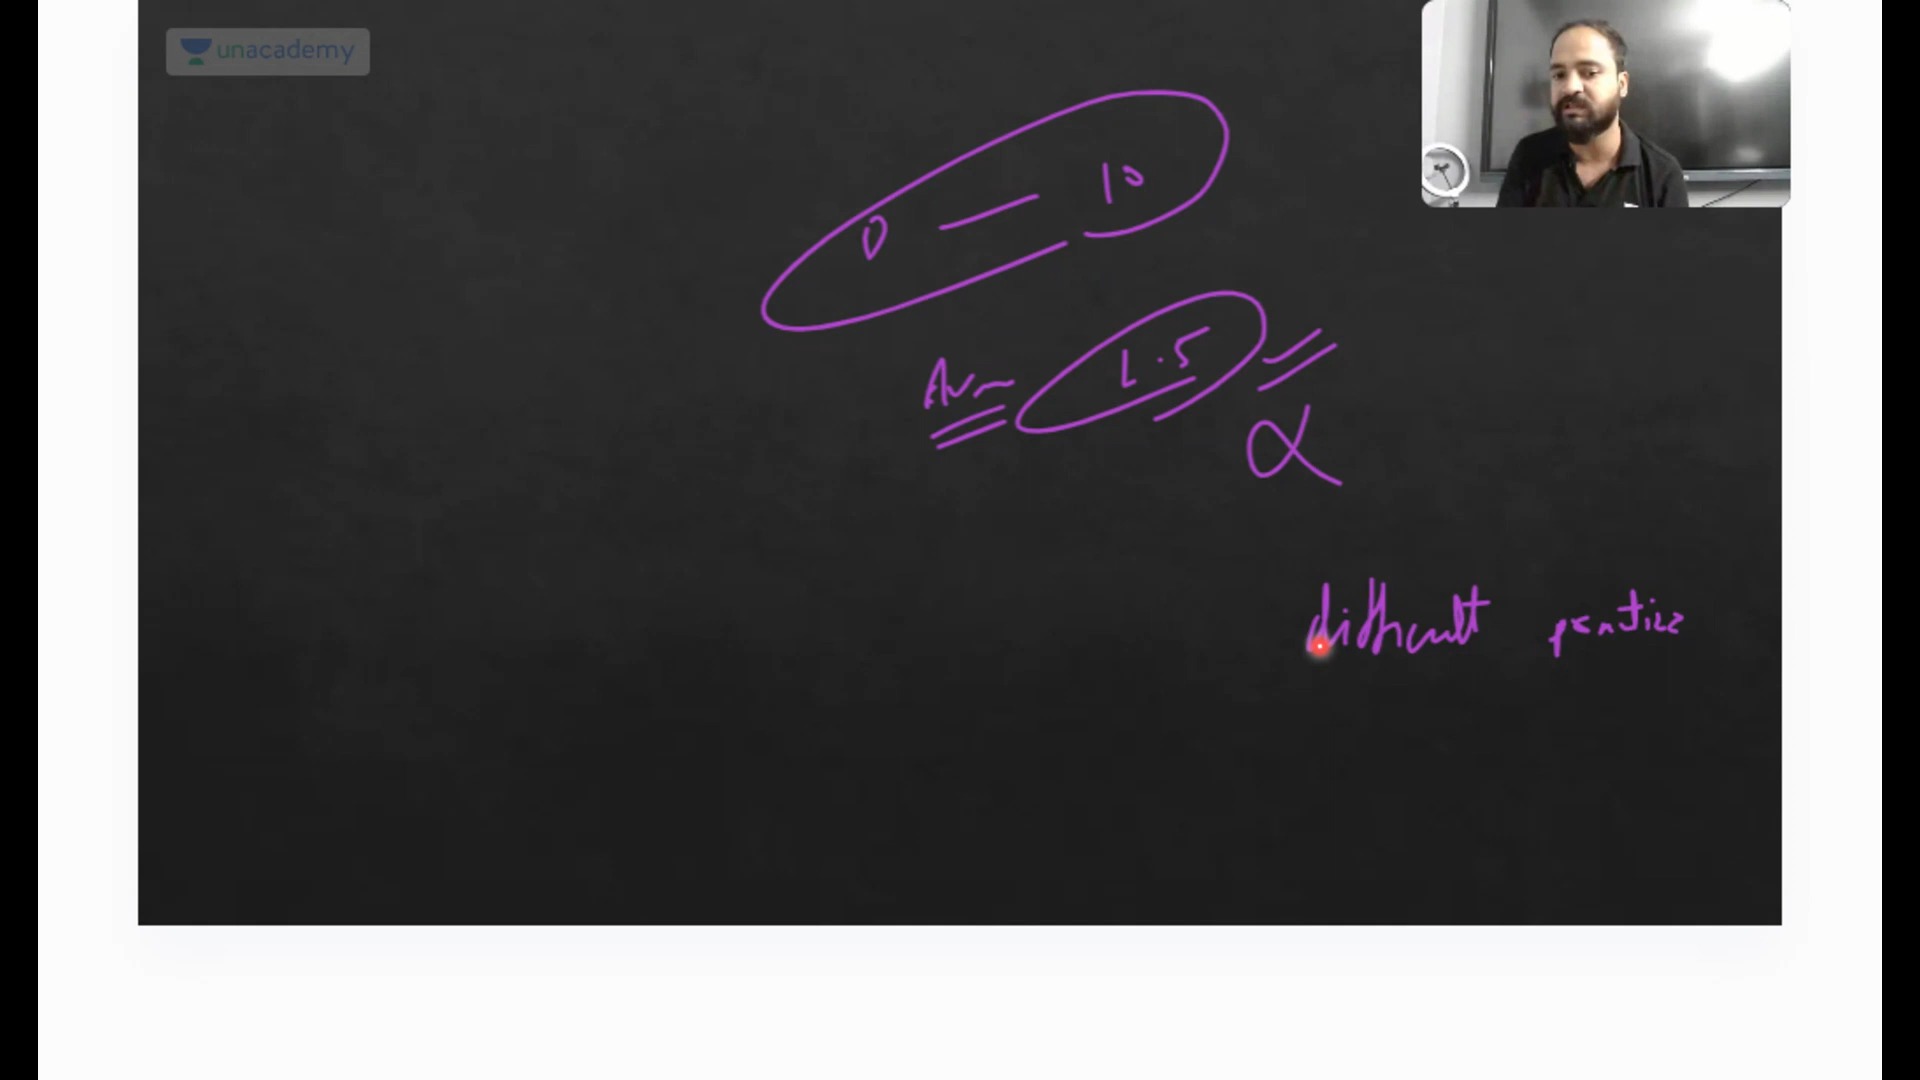 unacademy
0 — 10
1.5
α
difficult